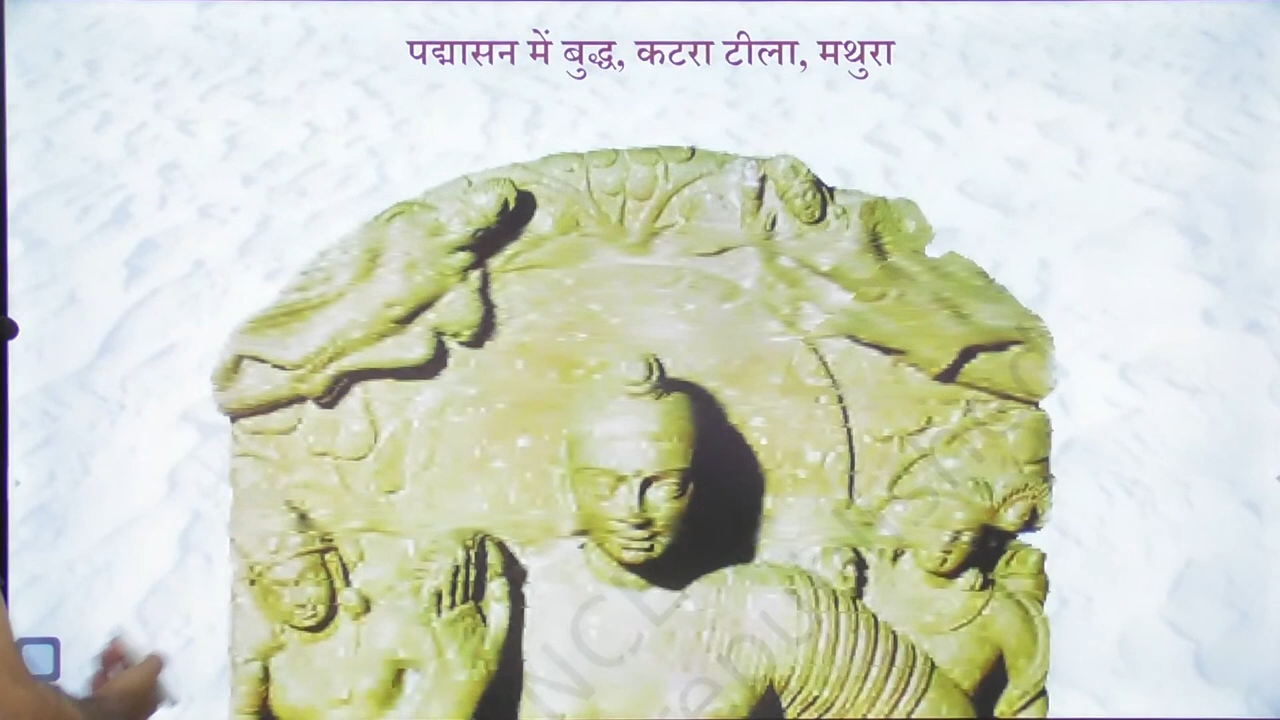 पद्मासन में बुद्ध, कटरा टीला, मथुरा